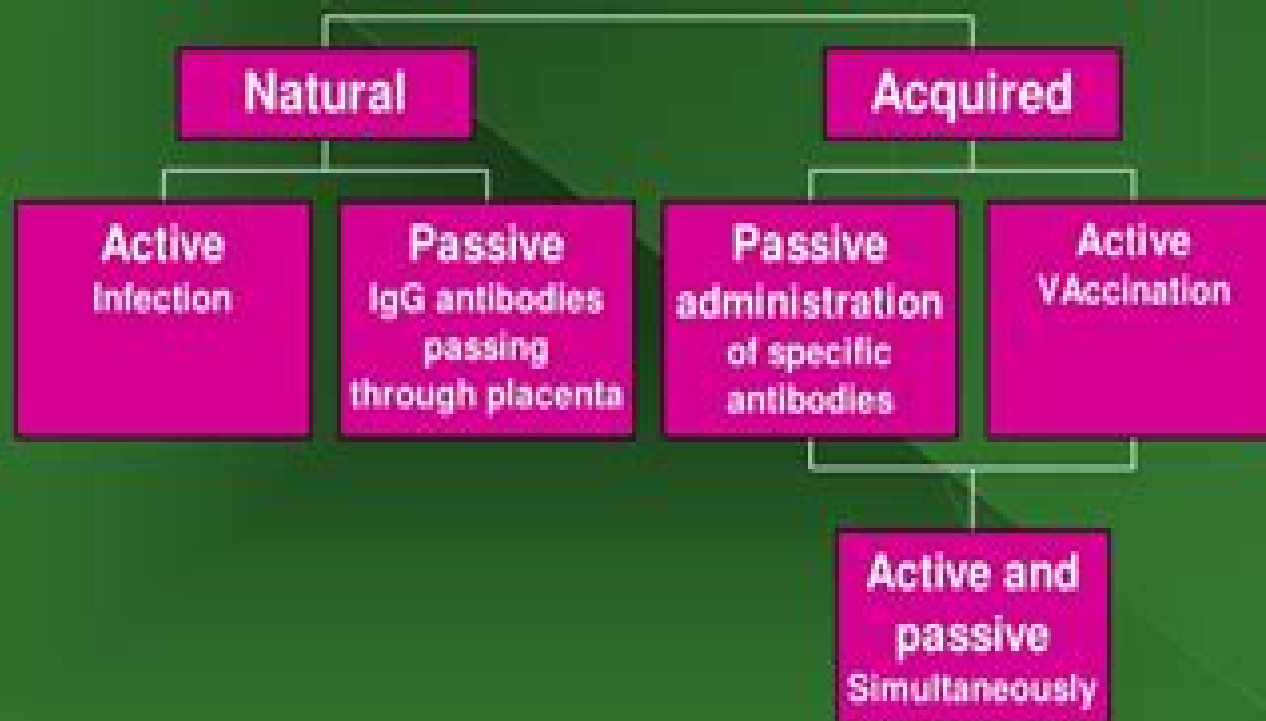 Natural
Acquired
Active
Infection
Passive
IgG antibodies
passing
through placenta
Passive
administration
of specific
antibodies
Active
VAccination
Active and
passive
Simultaneously